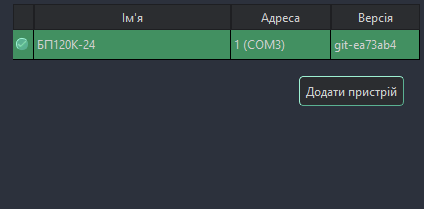 Ім'я Адреса Версія
БП120К-24 1 (COM3) git-ea73ab4
Додати пристрій